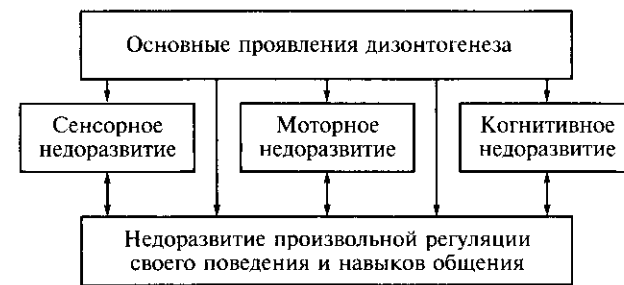 Основные проявления дизонтогенеза
Сенсорное
недоразвитие
Моторное
недоразвитие
Когнитивное
недоразвитие
Недоразвитие произвольной регуляции
своего поведения и навыков общения